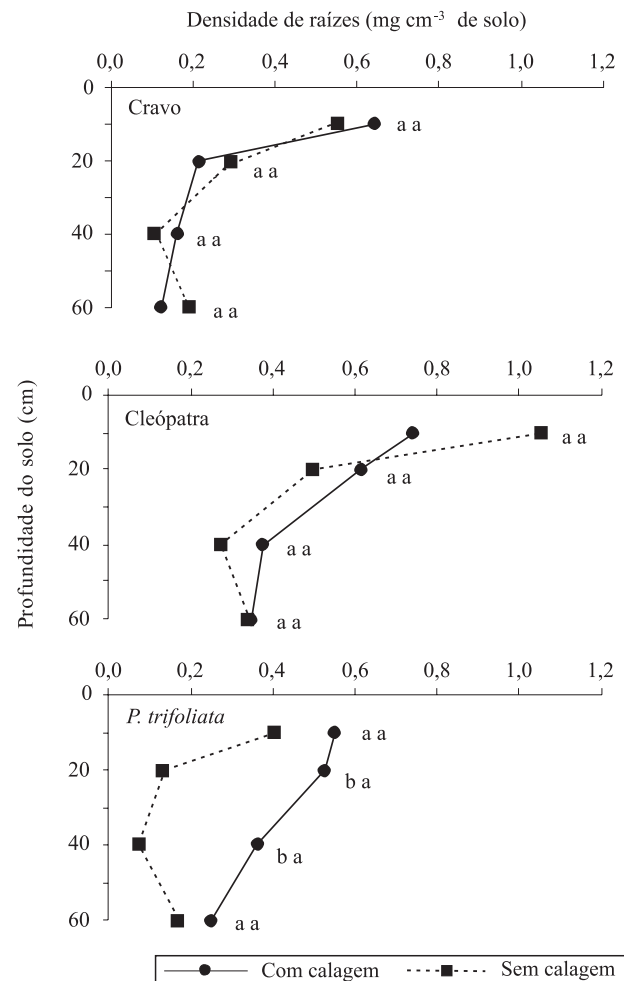 Densidade de raízes (mg cm-3 de solo)
0,0 0,2 0,4 0,6 0,8 1,0 1,2
0
Cravo
a a
20
a a
40
a a
60
a a
Profundidade do solo (cm)
0,0 0,2 0,4 0,6 0,8 1,0 1,2
0
Cleópatra
a a
20
a a
40
a a
60
a a
0,0 0,2 0,4 0,6 0,8 1,0 1,2
0
P. trifoliata
a a
20
b a
40
b a
60
a a
Com calagem Sem calagem